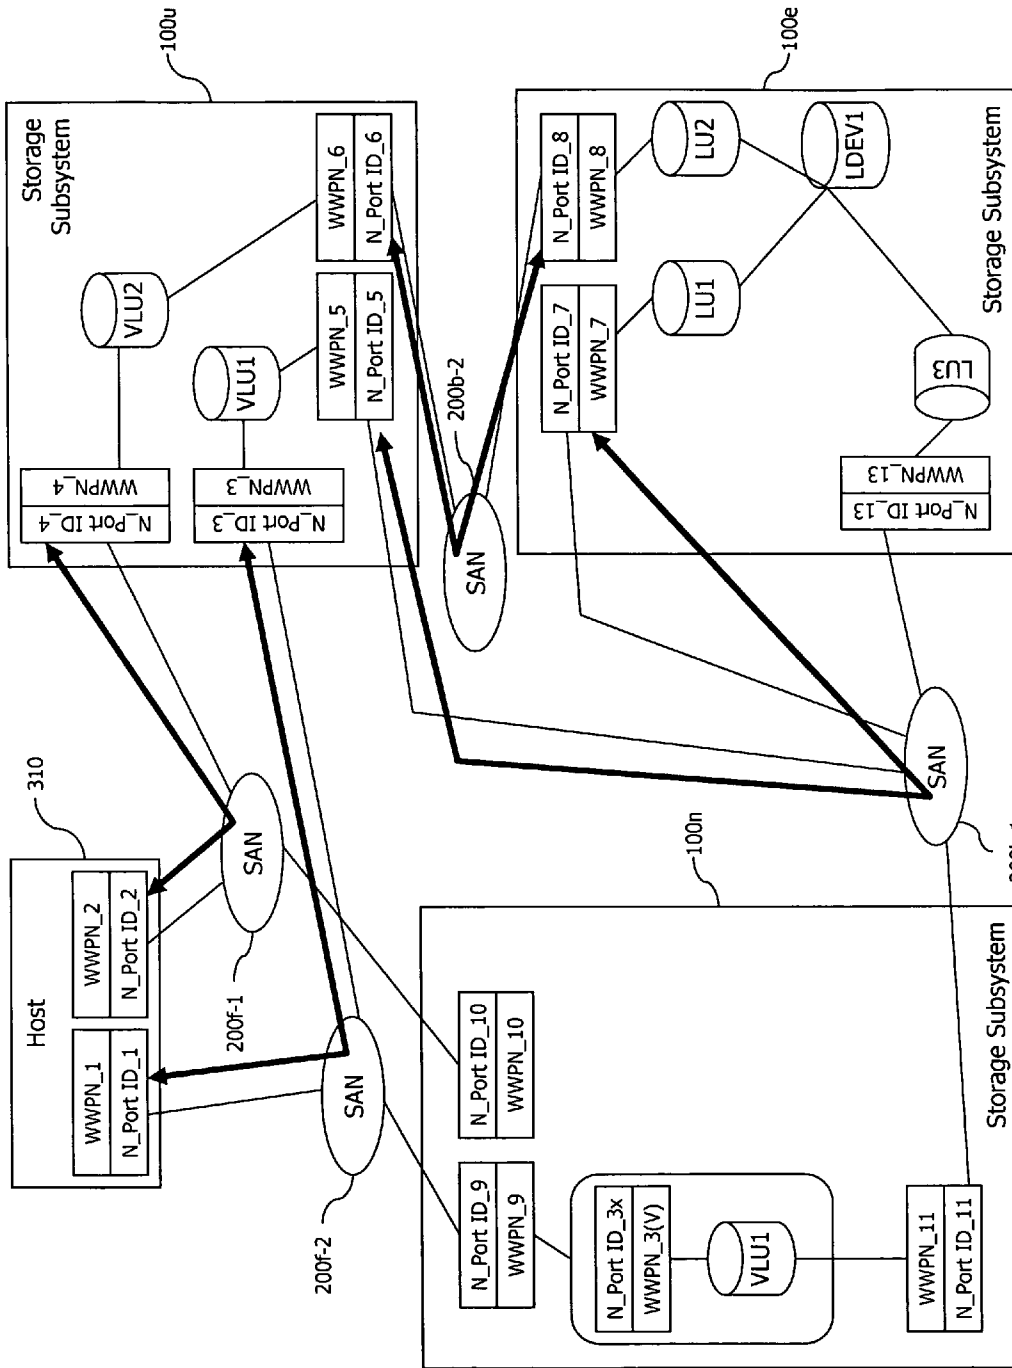 Host
WWPN_1
N_Port ID_1
WWPN_2
N_Port ID_2
310
SAN
200f-1
SAN
200f-2
Storage
Subsystem
100u
N_Port ID_4
WWPN_4
VLU2
N_Port ID_3
WWPN_3
VLU1
WWPN_5
N_Port ID_5
WWPN_6
N_Port ID_6
SAN
200b-2
Storage Subsystem
100n
N_Port ID_9
WWPN_9
N_Port ID_10
WWPN_10
N_Port ID_3x
WWPN_3(V)
VLU1
WWPN_11
N_Port ID_11
SAN
Storage Subsystem
100e
N_Port ID_7
WWPN_7
N_Port ID_8
WWPN_8
LU1
LU2
LDEV1
LU3
N_Port ID_13
WWPN_13